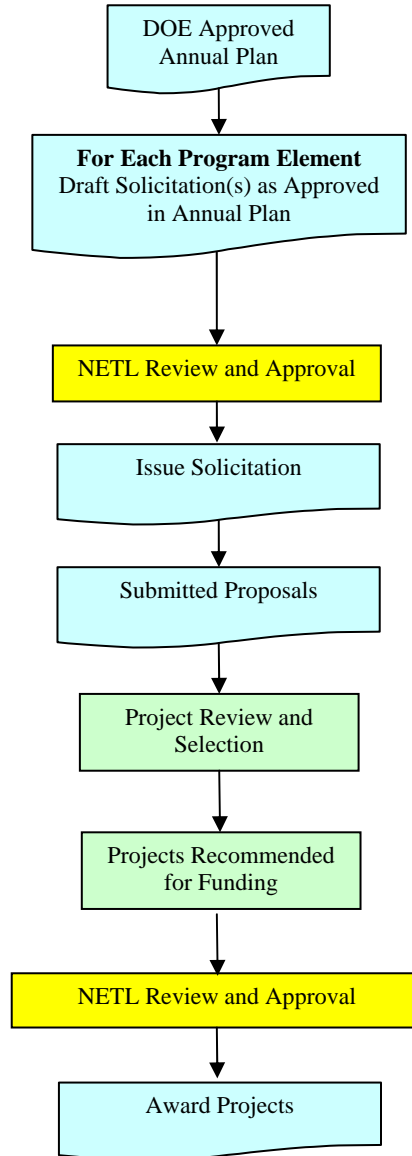 DOE Approved
Annual Plan
For Each Program Element
Draft Solicitation(s) as Approved
in Annual Plan
NETL Review and Approval
Issue Solicitation
Submitted Proposals
Project Review and
Selection
Projects Recommended
for Funding
NETL Review and Approval
Award Projects